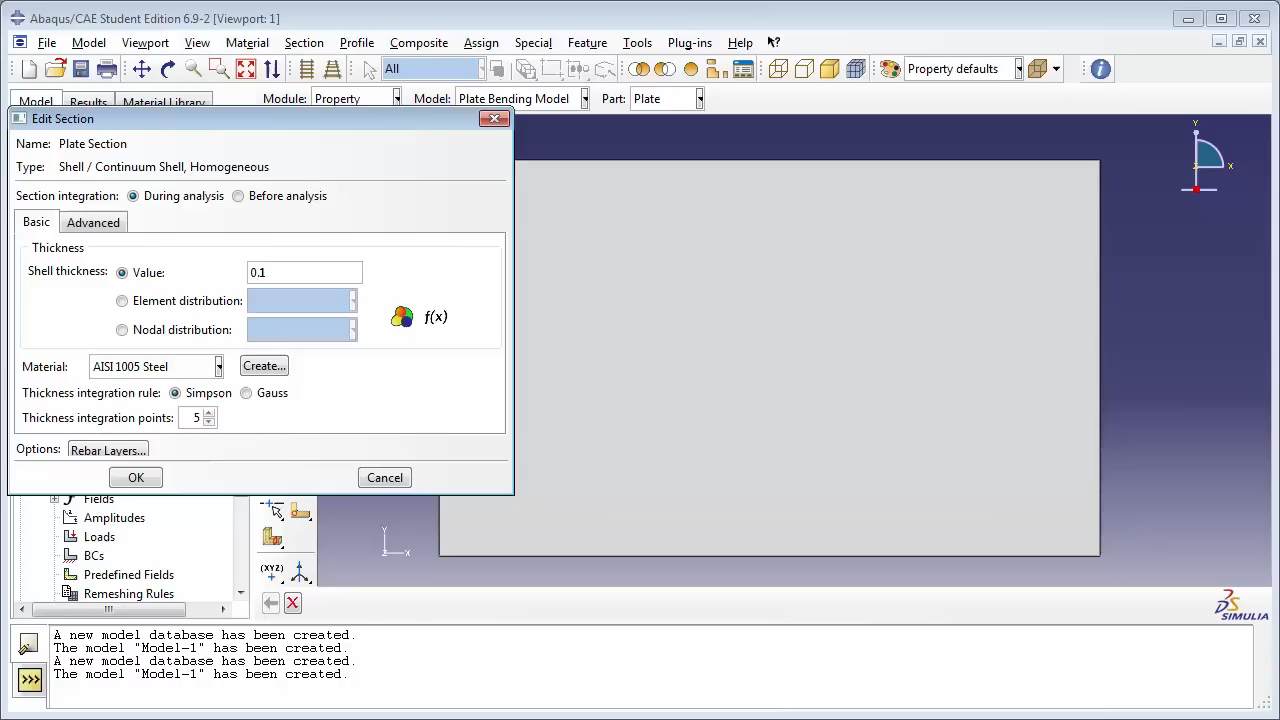 Abaqus/CAE Student Edition 6.9-2 [Viewport: 1]
File Model Viewport View Material Section Profile Composite Assign Special Feature Tools Plug-ins Help
All
Property defaults
Model Results Material Library Module: Property Model: Plate Bending Model Part: Plate
Edit Section
Name: Plate Section
Type: Shell / Continuum Shell, Homogeneous
Section integration: During analysis Before analysis
Basic Advanced
Thickness
Shell thickness: Value: 0.1
Element distribution:
f(x)
Nodal distribution:
Material: AISI 1005 Steel Create...
Thickness integration rule: Simpson Gauss
Thickness integration points: 5
Options: Rebar Layers...
OK Cancel
Y
Z X
Fields
Amplitudes
Loads
BCs
Predefined Fields
Remeshing Rules
(XYZ)
Y
Z X
SIMULIA
A new model database has been created.
The model "Model-1" has been created.
A new model database has been created.
The model "Model-1" has been created.
>>>